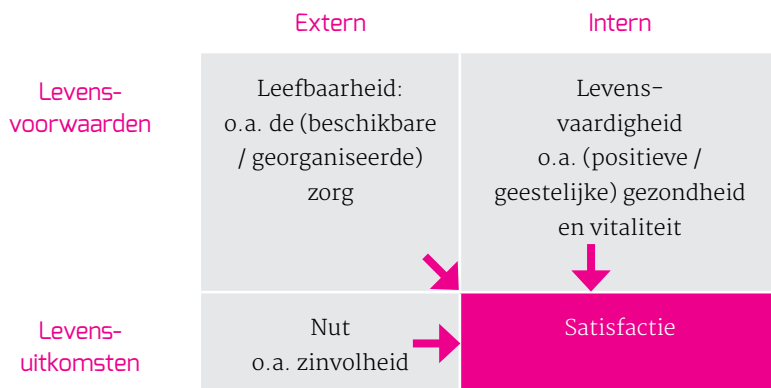 Extern
Intern
Levens-
voorwaarden
Leefbaarheid:
o.a. de (beschikbare
/ georganiseerde)
zorg
Levens-
vaardigheid
o.a. (positieve /
geestelijke) gezondheid
en vitaliteit
Levens-
uitkomsten
Nut
o.a. zinvolheid
Satisfactie